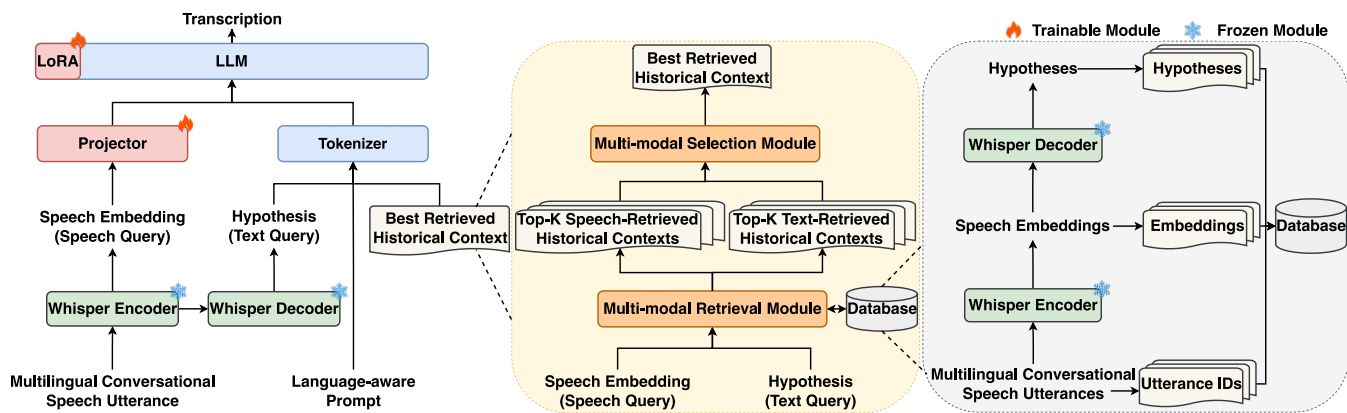 Transcription
LoRA
LLM
Projector
Tokenizer
Speech Embedding
(Speech Query)
Hypothesis
(Text Query)
Best Retrieved
Historical Context
Whisper Encoder
Whisper Decoder
Multilingual Conversational
Speech Utterance
Language-aware
Prompt
Best Retrieved
Historical Context
Multi-modal Selection Module
Top-K Speech-Retrieved
Historical Contexts
Top-K Text-Retrieved
Historical Contexts
Multi-modal Retrieval Module
Database
Speech Embedding
(Speech Query)
Hypothesis
(Text Query)
Trainable Module
Frozen Module
Hypotheses
Hypotheses
Whisper Decoder
Speech Embeddings
Embeddings
Database
Whisper Encoder
Multilingual Conversational
Speech Utterances
Utterance IDs